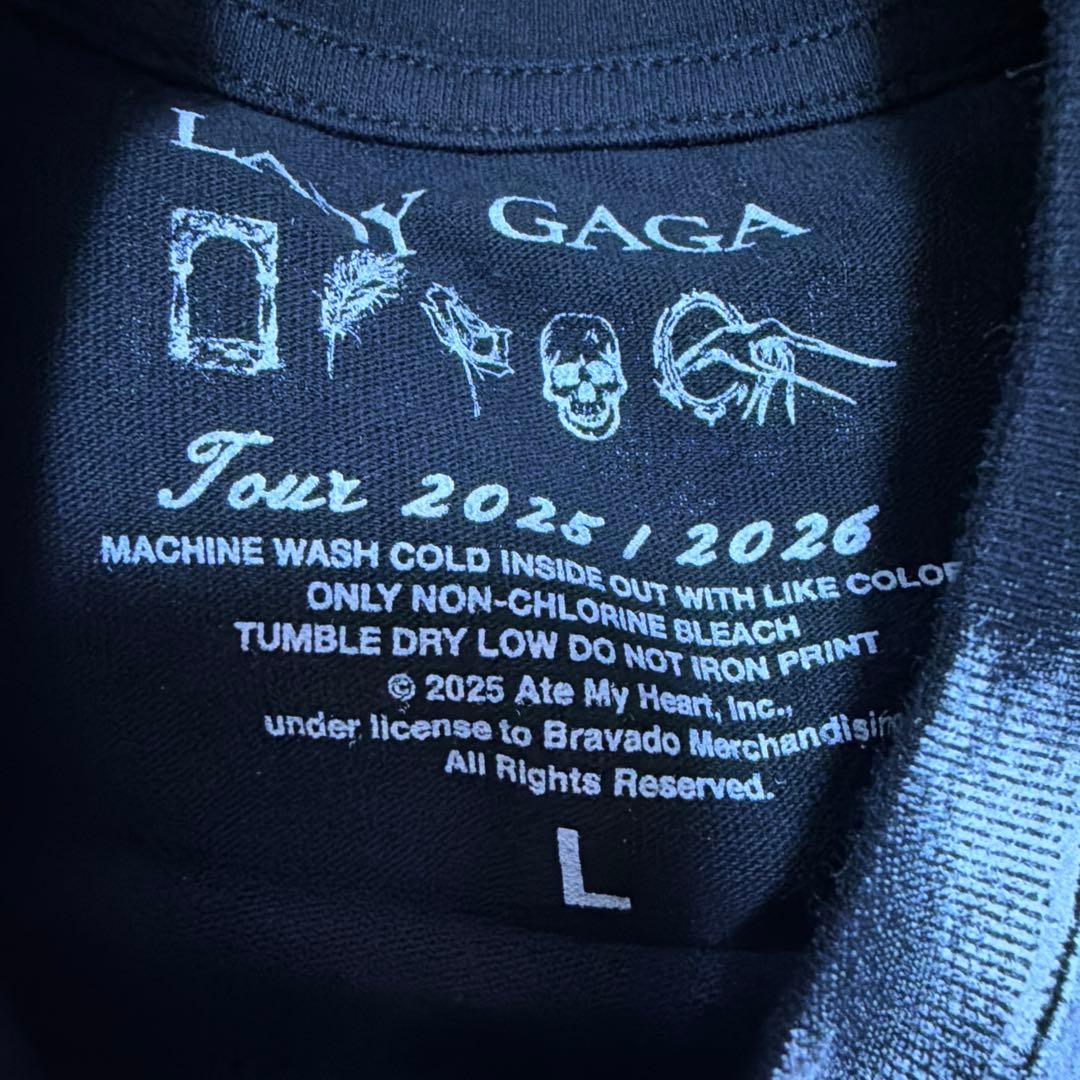 LADY GAGA
Tour 2025 / 2026
MACHINE WASH COLD INSIDE OUT WITH LIKE
ONLY NON-CHLORINE BLEACH
TUMBLE DRY LOW DO NOT IRON PRINT
© 2025 Ate My Heart, Inc.,
under license to Bravado
All Rights Reserved.
L